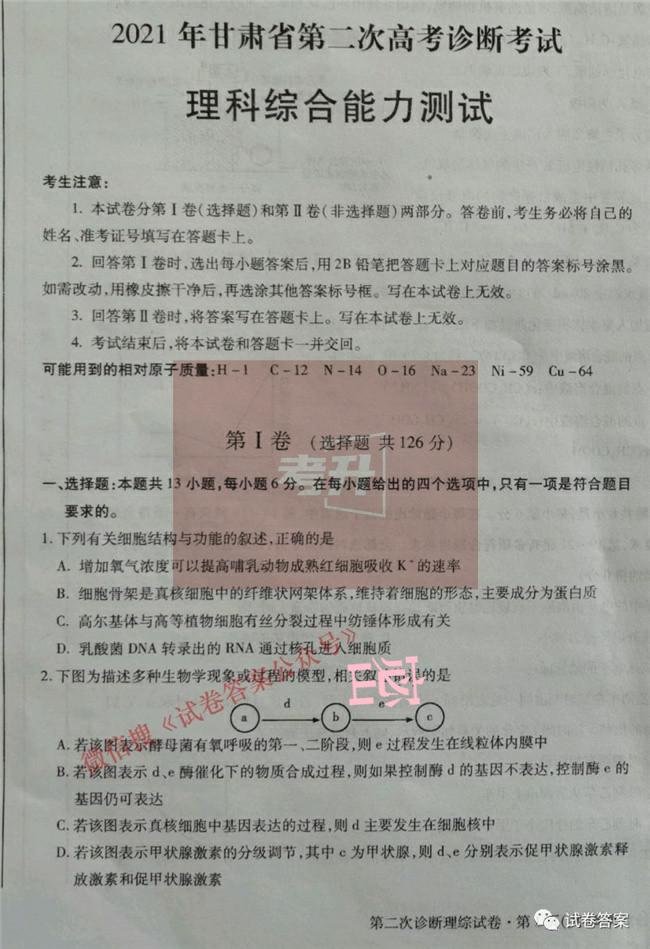 2021 年甘肃省第二次高考诊断考试
理科综合能力测试
考生注意:
1. 本试卷分第Ⅰ卷(选择题)和第Ⅱ卷(非选择题)两部分。答卷前,考生务必将自己的
姓名、准考证号填写在答题卡上。
2. 回答第Ⅰ卷时,选出每小题答案后,用2B铅笔把答题卡上对应题目的答案标号涂黑。
如需改动,用橡皮擦干净后,再选涂其他答案标号框。写在本试卷上无效。
3. 回答第Ⅱ卷时,将答案写在答题卡上。写在本试卷上无效。
4. 考试结束后,将本试卷和答题卡一并交回。
可能用到的相对原子质量:H-1 C-12 N-14 O-16 Na-23 Ni-59 Cu-64
第Ⅰ卷 (选择题 共126分)
考升
一、选择题:本题共13小题,每小题6分。在每小题给出的四个选项中,只有一项是符合题目
要求的。
1. 下列有关细胞结构与功能的叙述,正确的是
A. 增加氧气浓度可以提高哺乳动物成熟红细胞吸收K⁺的速率
B. 细胞骨架是真核细胞中的纤维状网架体系,维持着细胞的形态,主要成分为蛋白质
C. 高尔基体与高等植物细胞有丝分裂过程中纺锤体形成有关
D. 乳酸菌DNA转录出的RNA通过核孔进入细胞质
2. 下图为描述多种生物学现象或过程的模型,相关叙述错误的是
a d b e c
A. 若该图表示酵母菌有氧呼吸的第一、二阶段,则e过程发生在线粒体内膜中
B. 若该图表示d、e酶催化下的物质合成过程,则如果控制酶d的基因不表达,控制酶e的
基因仍可表达
C. 若该图表示真核细胞中基因表达的过程,则d主要发生在细胞核中
D. 若该图表示甲状腺激素的分级调节,其中c为甲状腺,则d、e分别表示促甲状腺激素释
放激素和促甲状腺激素
微信搜《试卷答案公众号》
第二次诊断理综试卷·第
试卷答案